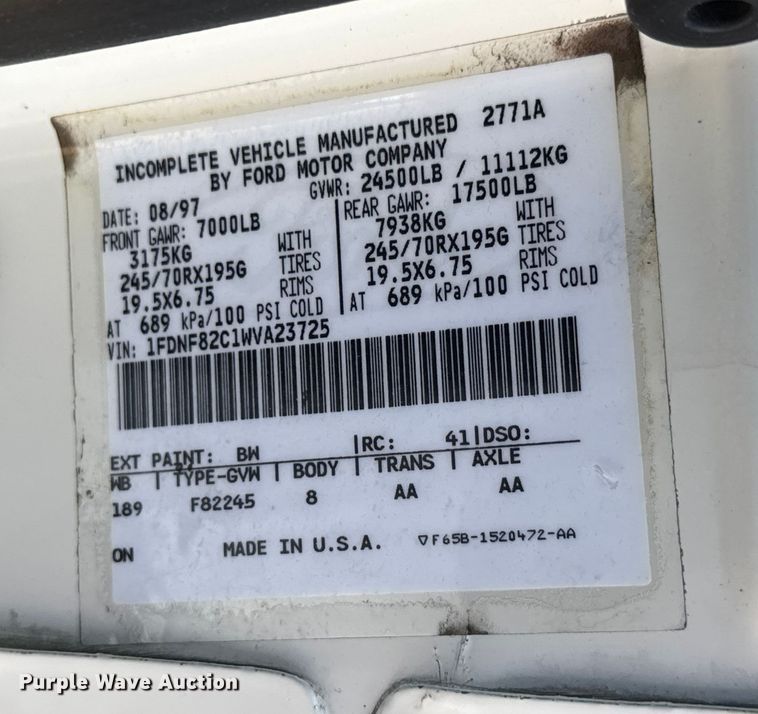 INCOMPLETE VEHICLE MANUFACTURED 2771A
BY FORD MOTOR COMPANY
DATE: 08/97 GVWR: 24500LB / 11112KG
FRONT GAWR: 7000LB REAR GAWR: 17500LB
3175KG WITH 7938KG WITH
245/70RX195G TIRES 245/70RX195G TIRES
19.5X6.75 RIMS 19.5X6.75 RIMS
AT 689 kPa/100 PSI COLD AT 689 kPa/100 PSI COLD
VIN: 1FDNF82C1WVA23725
EXT PAINT: BW |RC: 41|DSO:
WB | TYPE-GVW | BODY | TRANS | AXLE
189 F82245 8 AA AA
ON MADE IN U.S.A. ▽F65B-1520472-AA
Purple Wave Auction